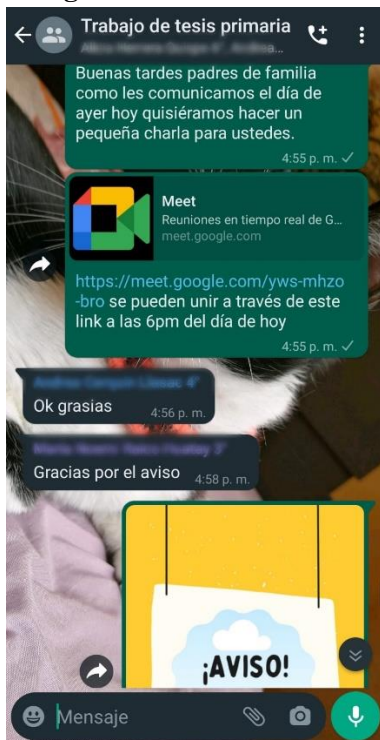 Trabajo de tesis primaria
Buenas tardes padres de familia
como les comunicamos el día de
ayer hoy quisiéramos hacer un
pequeña charla para ustedes.
4:55 p. m.
Meet
Reuniones en tiempo real de G...
meet.google.com
https://meet.google.com/yws-mhzo
-bro se pueden unir a través de este
link a las 6pm del día de hoy
4:55 p. m.
Ok grasias
4:56 p. m.
Gracias por el aviso
4:58 p. m.
¡AVISO!
Mensaje